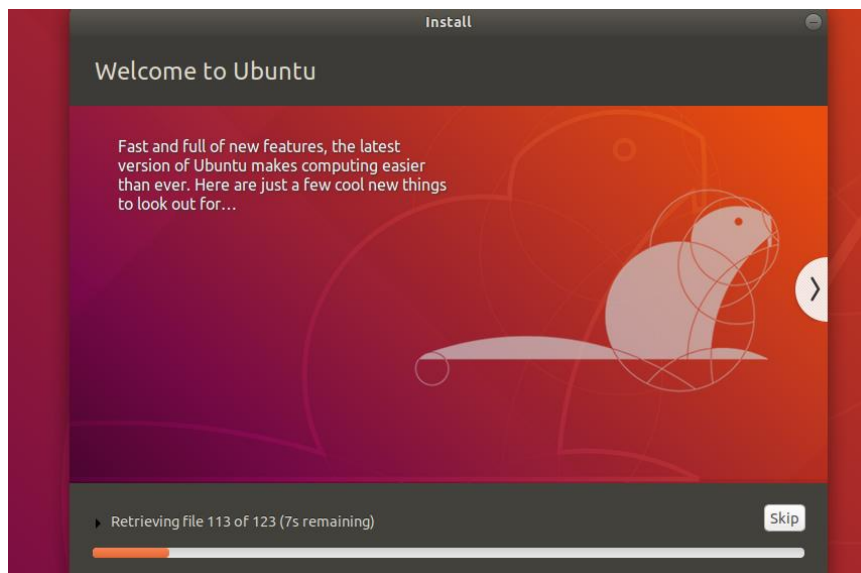 Install
Welcome to Ubuntu
Fast and full of new features, the latest
version of Ubuntu makes computing easier
than ever. Here are just a few cool new things
to look out for…
Retrieving file 113 of 123 (7s remaining)
Skip